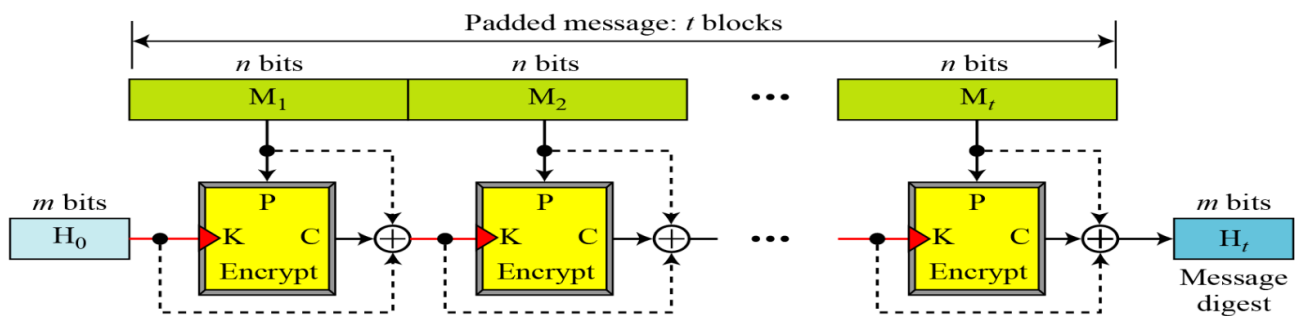 Padded message: t blocks
n bits n bits n bits
M₁ M₂ ••• Mₜ
m bits P P P m bits
H₀ K C K C ••• K C Hₜ
Encrypt Encrypt Encrypt Message
digest